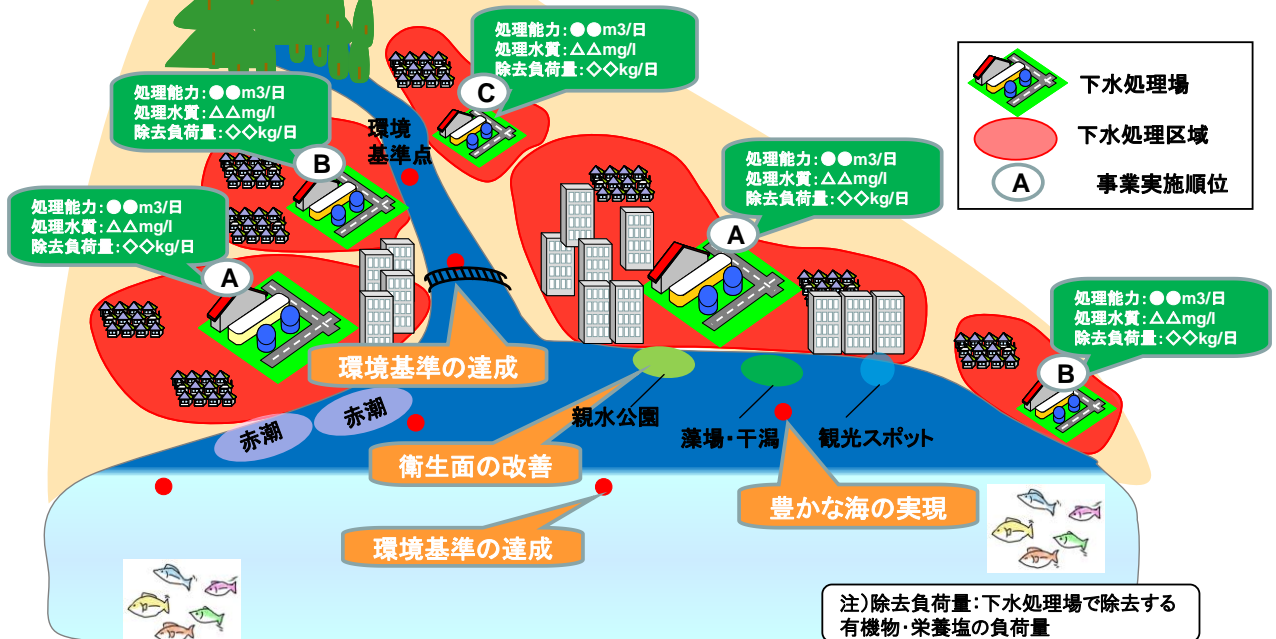 処理能力:●●m3/日
処理水質:△△mg/l
除去負荷量:◇◇kg/日
C
処理能力:●●m3/日
処理水質:△△mg/l
除去負荷量:◇◇kg/日
B
環境
基準点
処理能力:●●m3/日
処理水質:△△mg/l
除去負荷量:◇◇kg/日
A
処理能力:●●m3/日
処理水質:△△mg/l
除去負荷量:◇◇kg/日
A
下水処理場
下水処理区域
A
事業実施順位
処理能力:●●m3/日
処理水質:△△mg/l
除去負荷量:◇◇kg/日
B
環境基準の達成
赤潮
赤潮
親水公園
藻場・干潟
観光スポット
衛生面の改善
豊かな海の実現
環境基準の達成
注)除去負荷量:下水処理場で除去する
有機物・栄養塩の負荷量